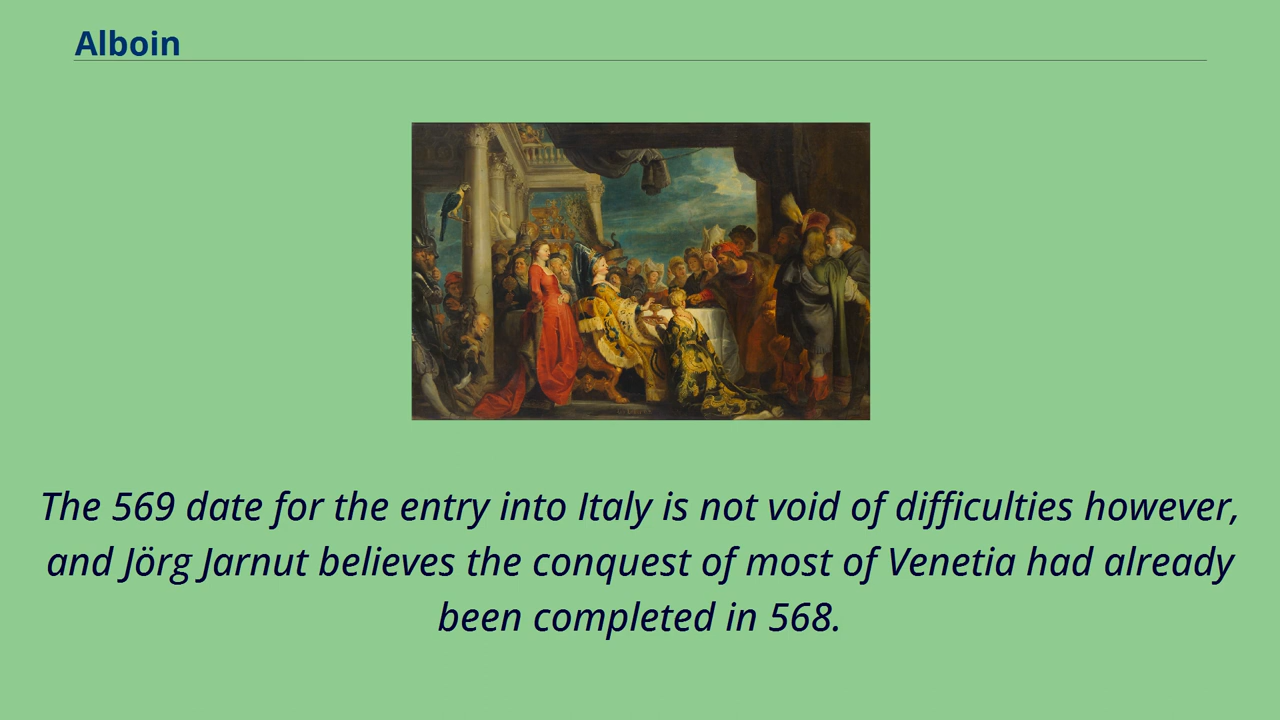 Alboin
The 569 date for the entry into Italy is not void of difficulties however,
and Jörg Jarnut believes the conquest of most of Venetia had already
been completed in 568.